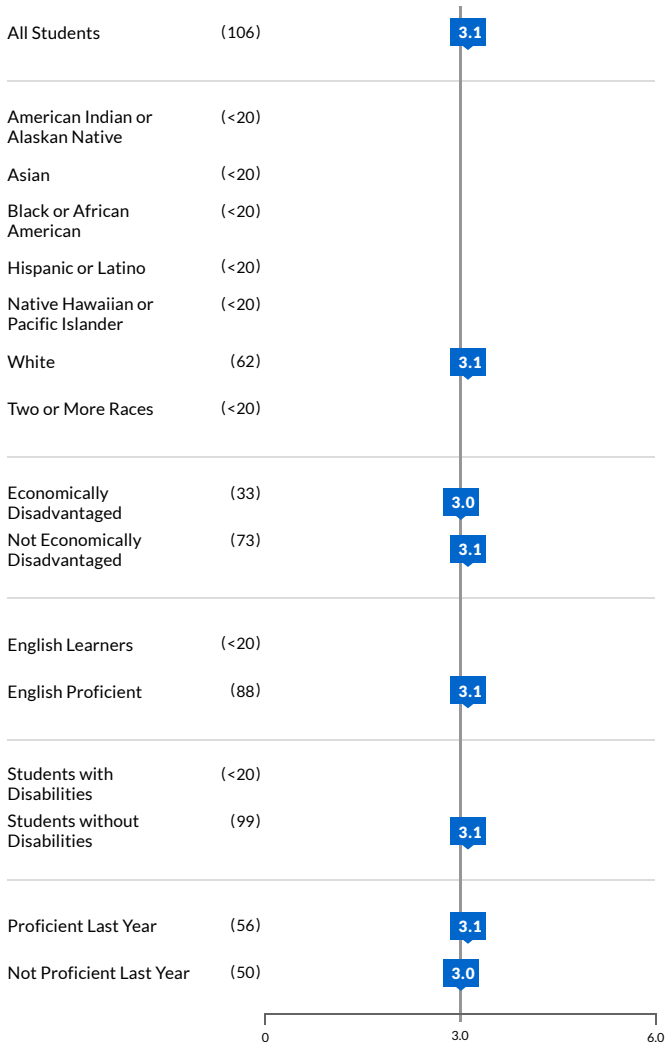 All Students (106) 3.1
American Indian or (<20)
Alaskan Native
Asian (<20)
Black or African (<20)
American
Hispanic or Latino (<20)
Native Hawaiian or (<20)
Pacific Islander
White (62) 3.1
Two or More Races (<20)
Economically (33) 3.0
Disadvantaged
Not Economically (73) 3.1
Disadvantaged
English Learners (<20)
English Proficient (88) 3.1
Students with (<20)
Disabilities
Students without (99) 3.1
Disabilities
Proficient Last Year (56) 3.1
Not Proficient Last Year (50) 3.0
0 3.0 6.0